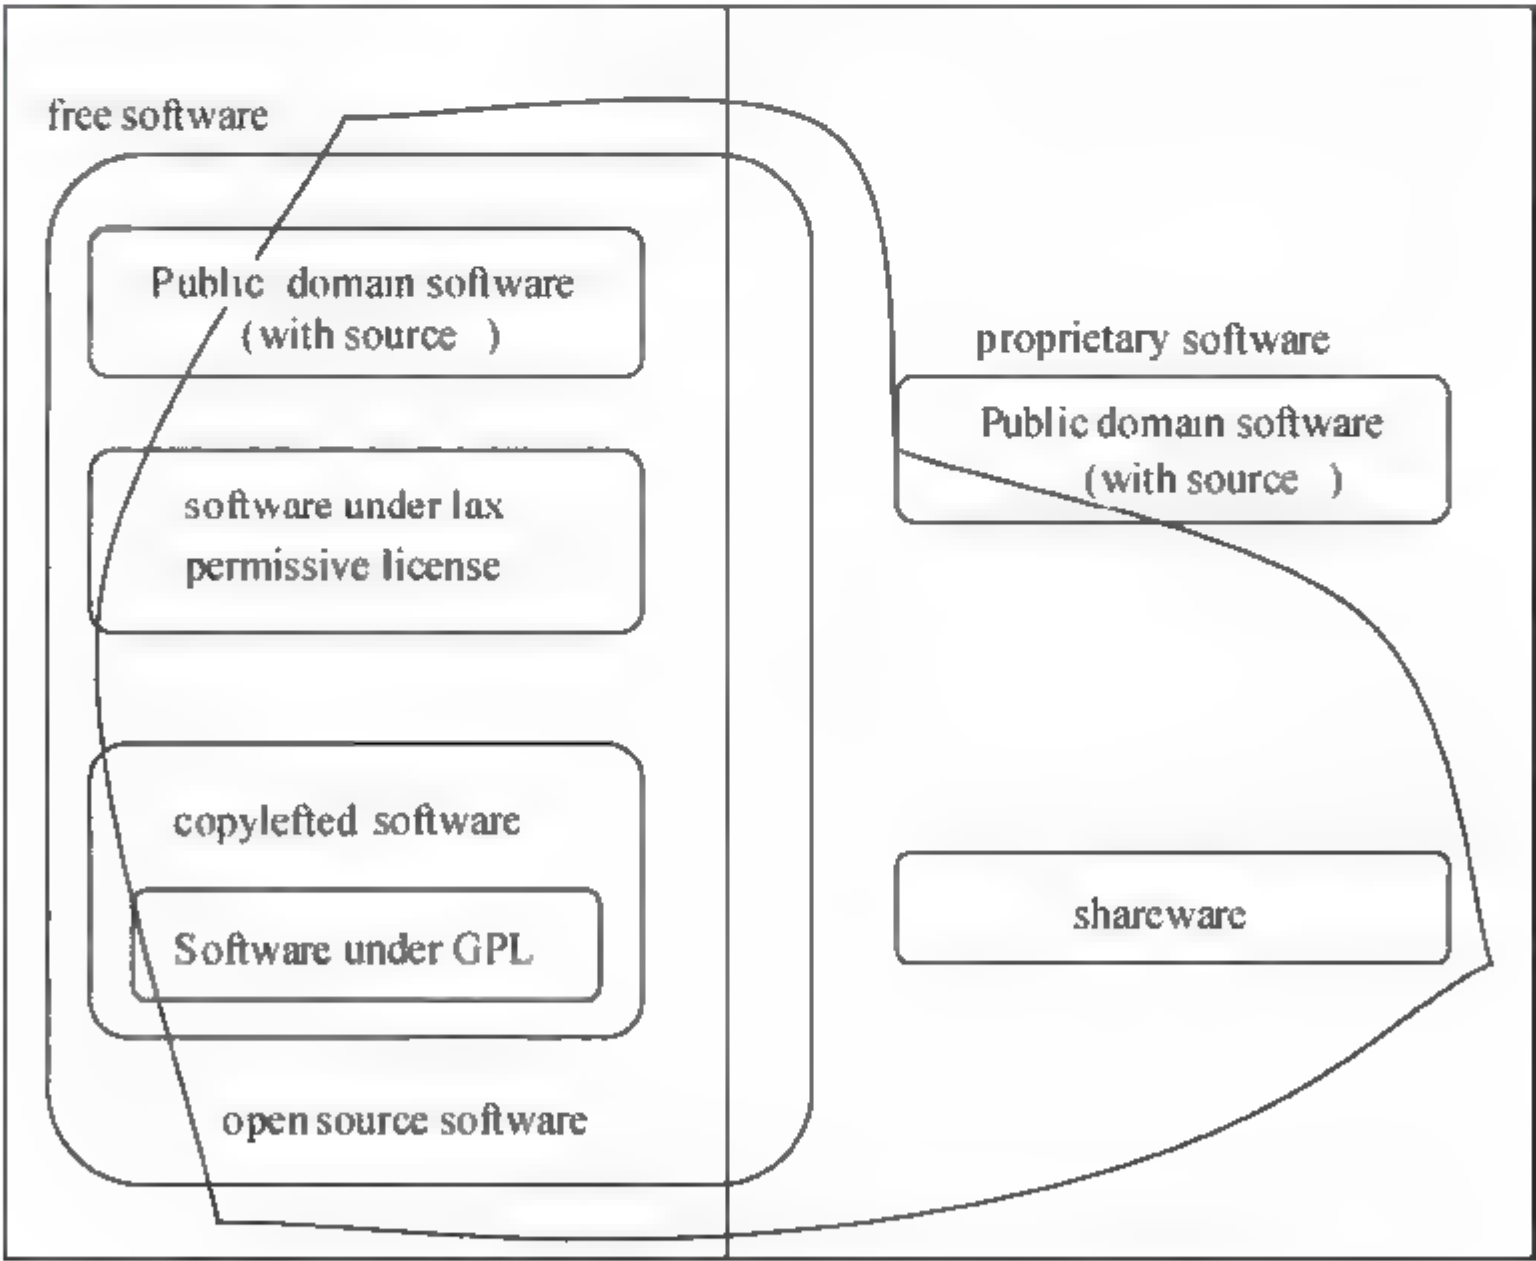 free software
Public domain software
(with source )
software under lax
permissive license
copylefted software
Software under GPL
open source software
proprietary software
Public domain software
(with source )
shareware